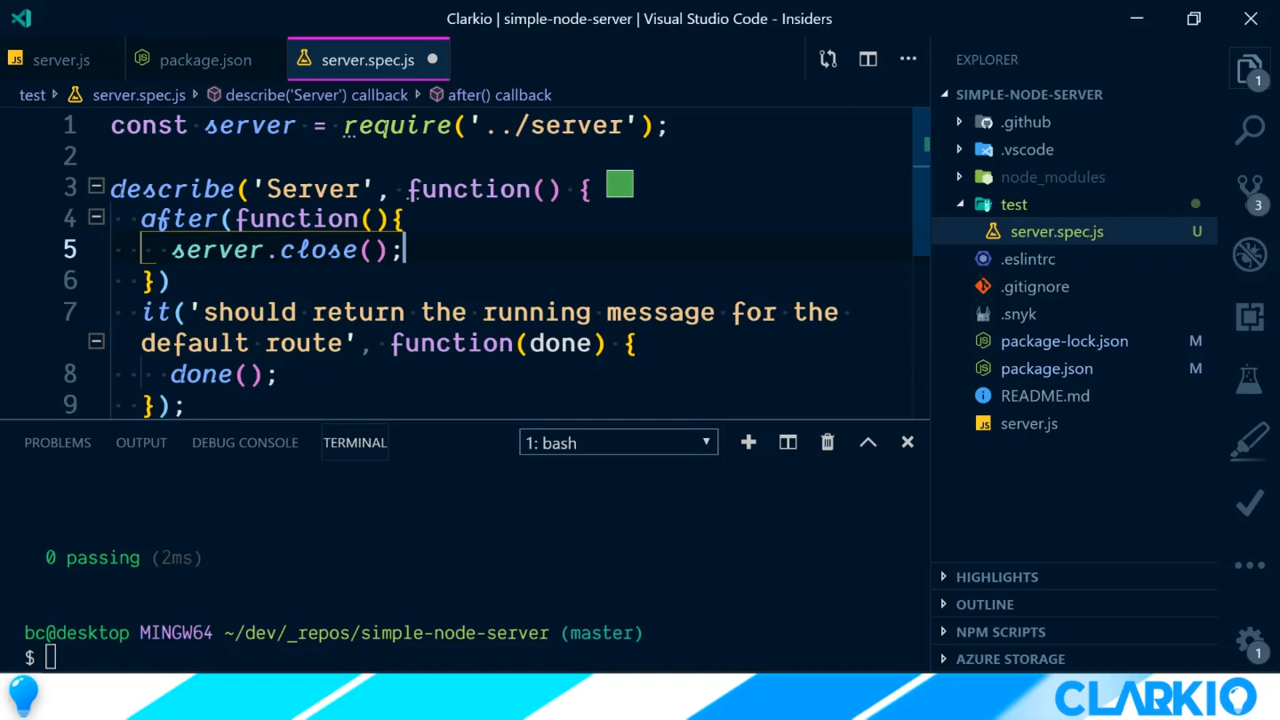 Clarkio | simple-node-server | Visual Studio Code - Insiders
JS server.js
package.json
server.spec.js
test server.spec.js describe('Server') callback after() callback
1 const server = require('../server');
2
3 describe('Server', function() {
4 after(function(){
5 server.close();
6 })
7 it('should return the running message for the
default route', function(done) {
8 done();
9 });
EXPLORER
SIMPLE-NODE-SERVER
.github
.vscode
node_modules
test
server.spec.js U
.eslintrc
.gitignore
.snyk
package-lock.json M
package.json M
README.md
JS server.js
HIGHLIGHTS
OUTLINE
NPM SCRIPTS
AZURE STORAGE
1
3
1
PROBLEMS OUTPUT DEBUG CONSOLE TERMINAL 1: bash
0 passing (2ms)
bc@desktop MINGW64 ~/dev/_repos/simple-node-server (master)
$
CLARKIO